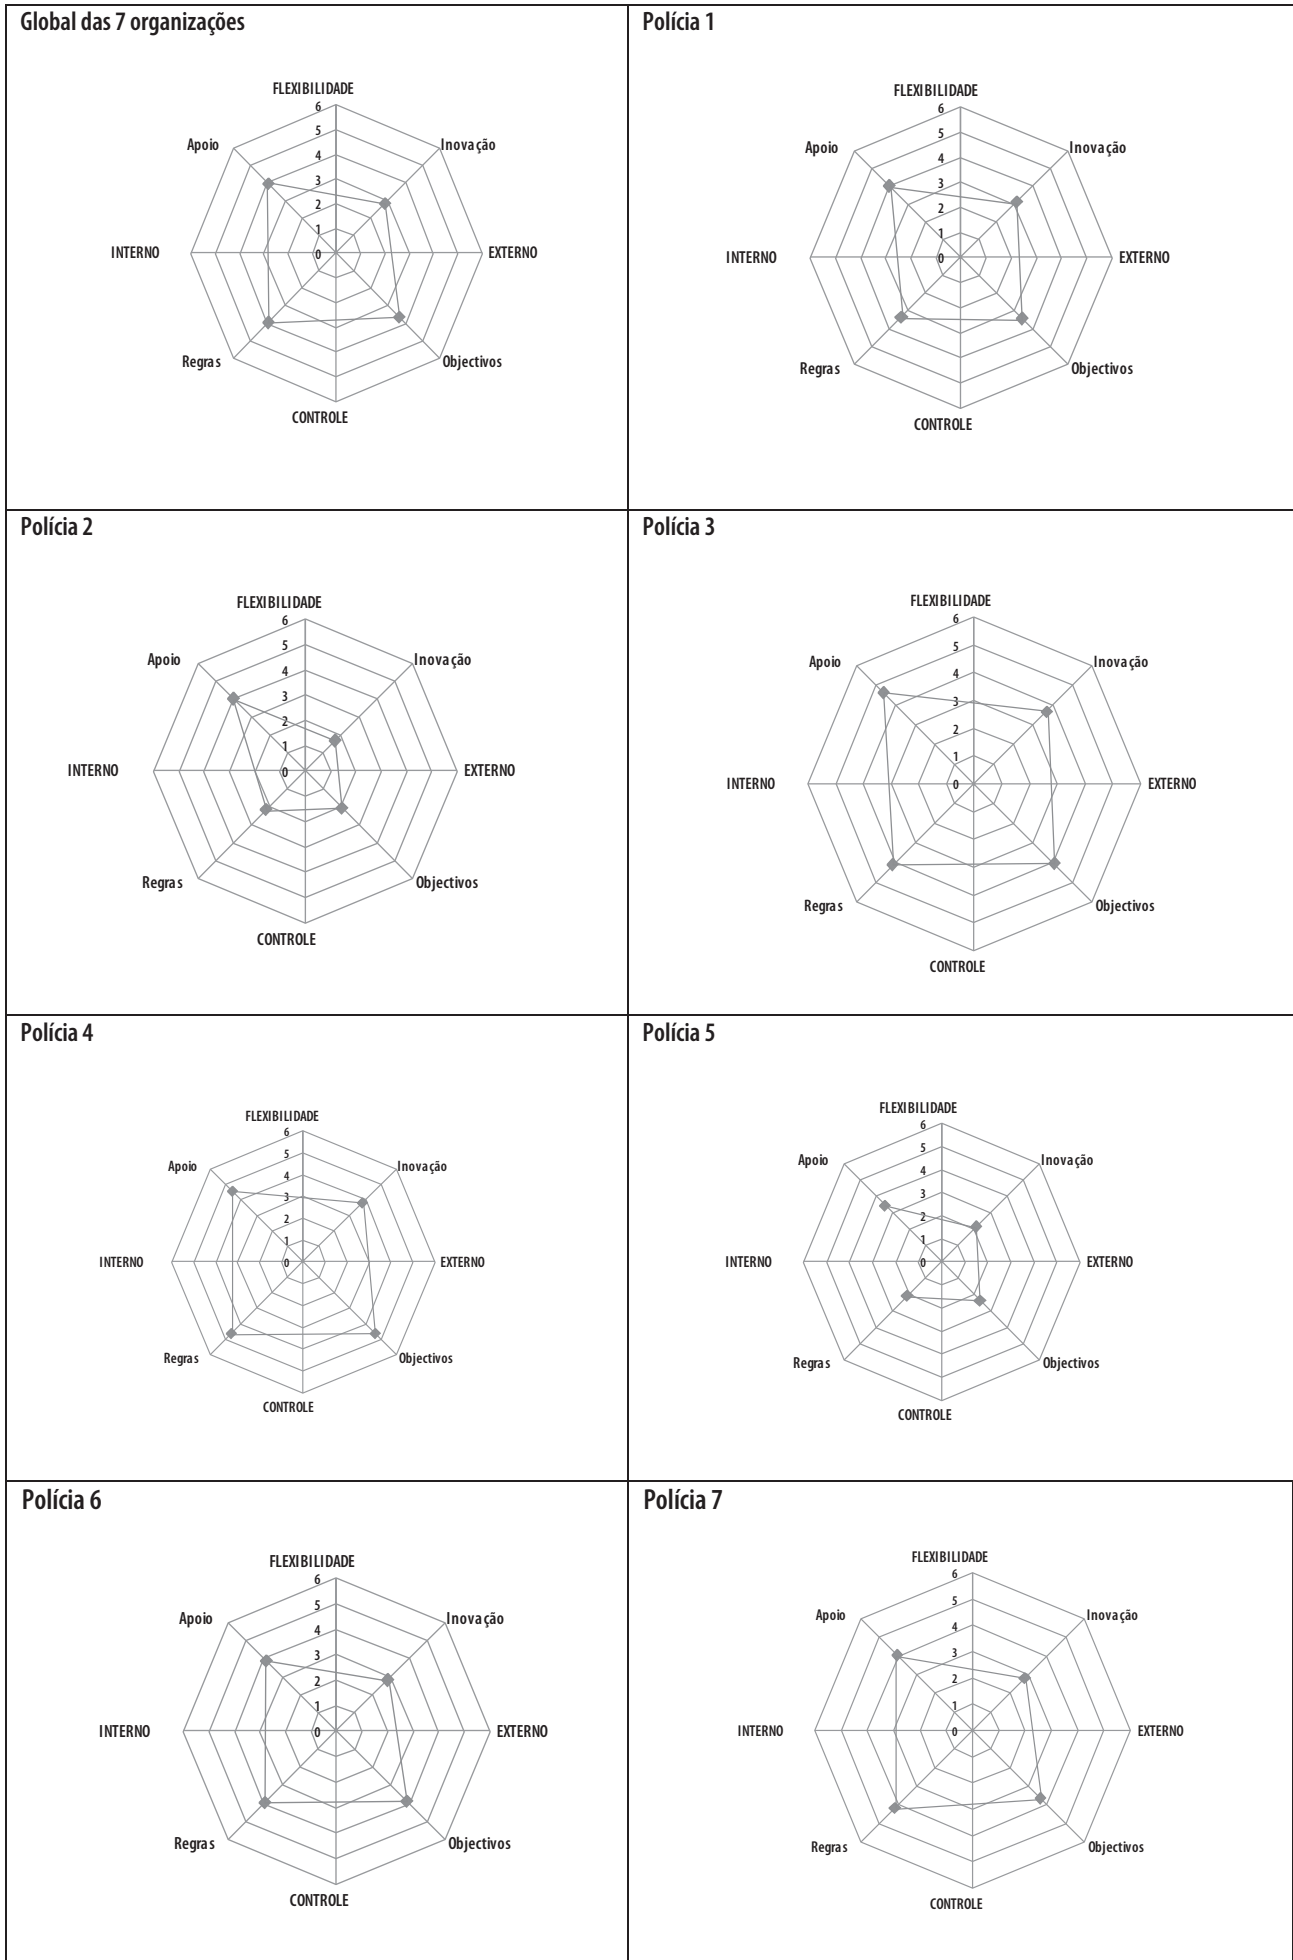 Global das 7 organizações
FLEXIBILIDADE
6
5
4
3
2
1
0
Apoio
Inovação
INTERNO
EXTERNO
Regras
Objectivos
CONTROLE
Polícia 1
FLEXIBILIDADE
6
5
4
3
2
1
0
Apoio
Inovação
INTERNO
EXTERNO
Regras
Objectivos
CONTROLE
Polícia 2
FLEXIBILIDADE
6
5
4
3
2
1
0
Apoio
Inovação
INTERNO
EXTERNO
Regras
Objectivos
CONTROLE
Polícia 3
FLEXIBILIDADE
6
5
4
3
2
1
0
Apoio
Inovação
INTERNO
EXTERNO
Regras
Objectivos
CONTROLE
Polícia 4
FLEXIBILIDADE
6
5
4
3
2
1
0
Apoio
Inovação
INTERNO
EXTERNO
Regras
Objectivos
CONTROLE
Polícia 5
FLEXIBILIDADE
6
5
4
3
2
1
0
Apoio
Inovação
INTERNO
EXTERNO
Regras
Objectivos
CONTROLE
Polícia 6
FLEXIBILIDADE
6
5
4
3
2
1
0
Apoio
Inovação
INTERNO
EXTERNO
Regras
Objectivos
CONTROLE
Polícia 7
FLEXIBILIDADE
6
5
4
3
2
1
0
Apoio
Inovação
INTERNO
EXTERNO
Regras
Objectivos
CONTROLE